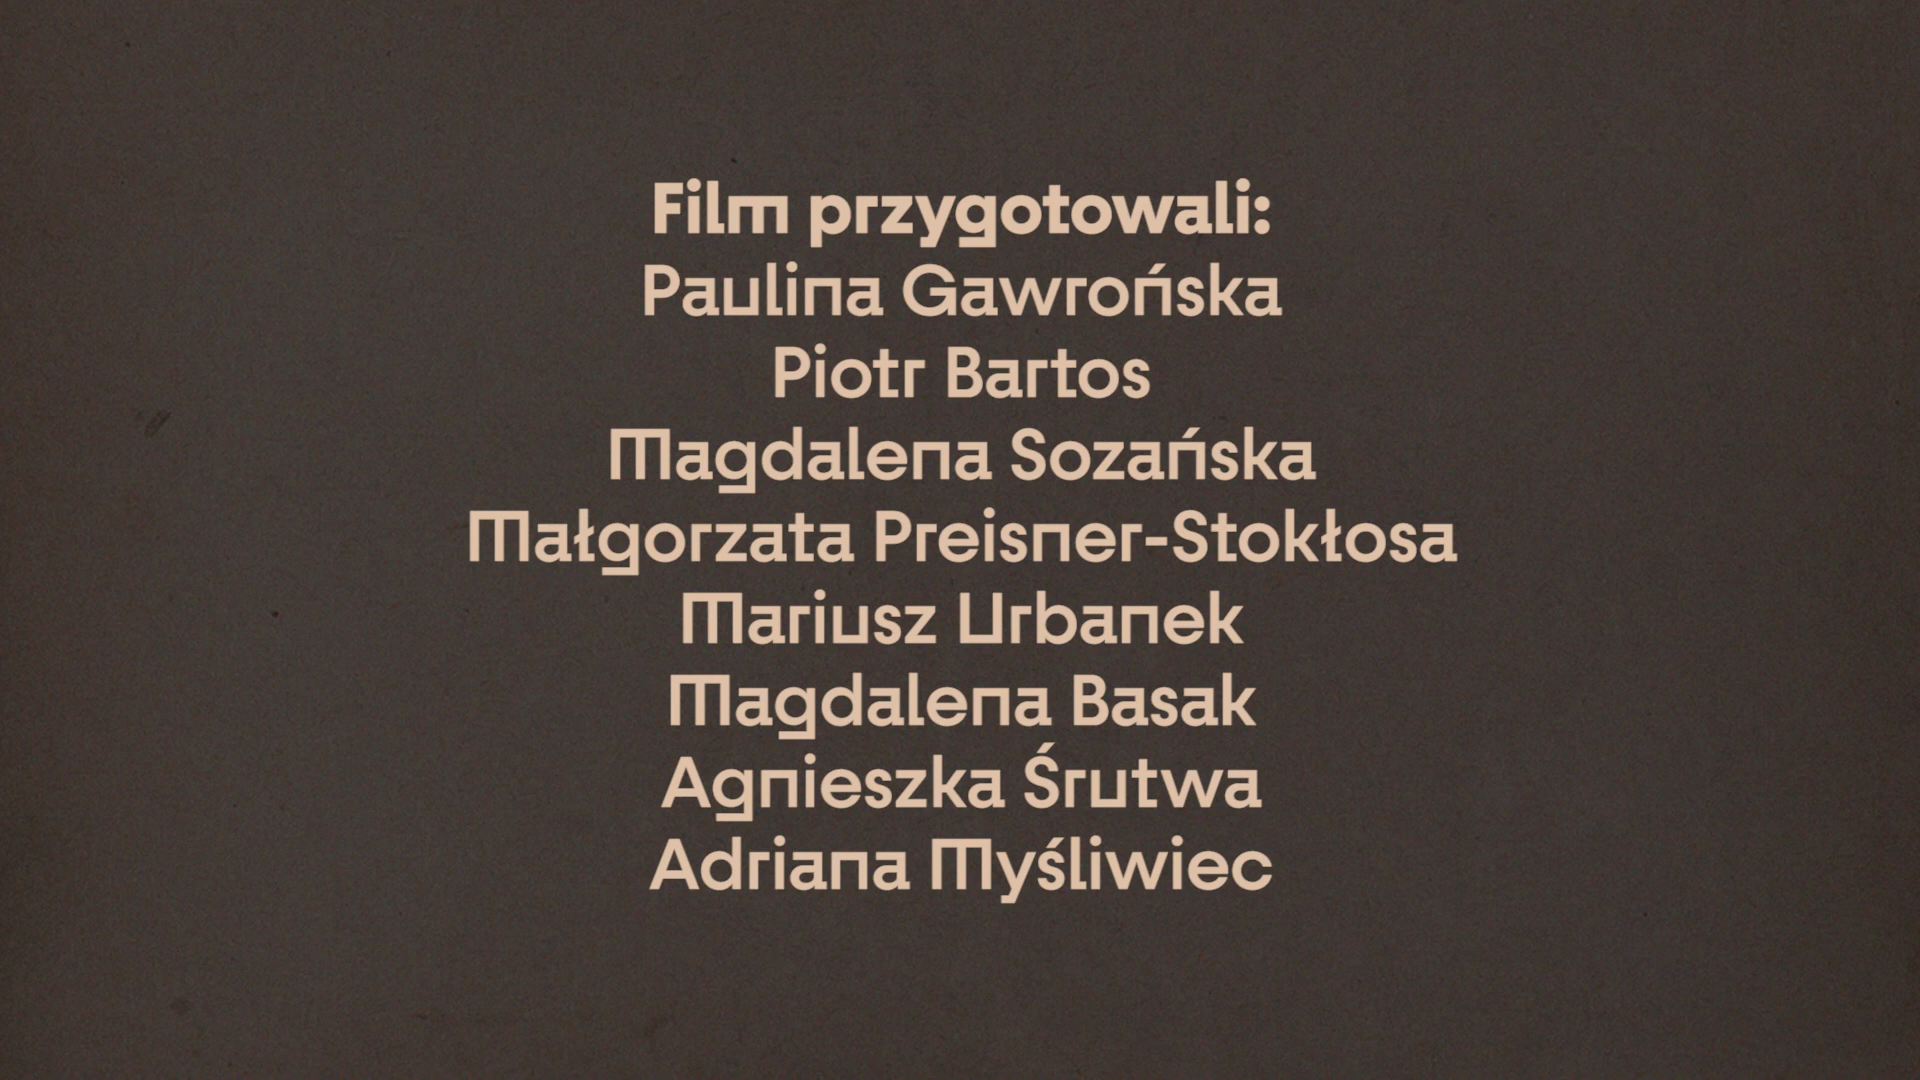 Film przygotowali:
Paulina Gawrońska
Piotr Bartos
Magdalena Sozańska
Małgorzata Preisner-Stokłosa
Mariusz Urbanek
Magdalena Basak
Agnieszka Śrutwa
Adriana Myśliwiec